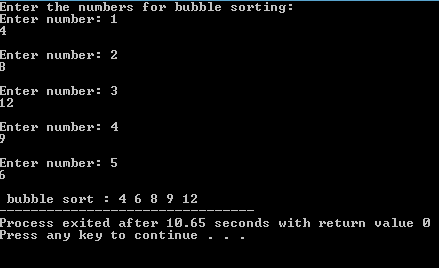 Enter the numbers for bubble sorting:
Enter number: 1
4
Enter number: 2
8
Enter number: 3
12
Enter number: 4
9
Enter number: 5
6
bubble sort : 4 6 8 9 12
--------------------------------
Process exited after 10.65 seconds with return value 0
Press any key to continue . . .